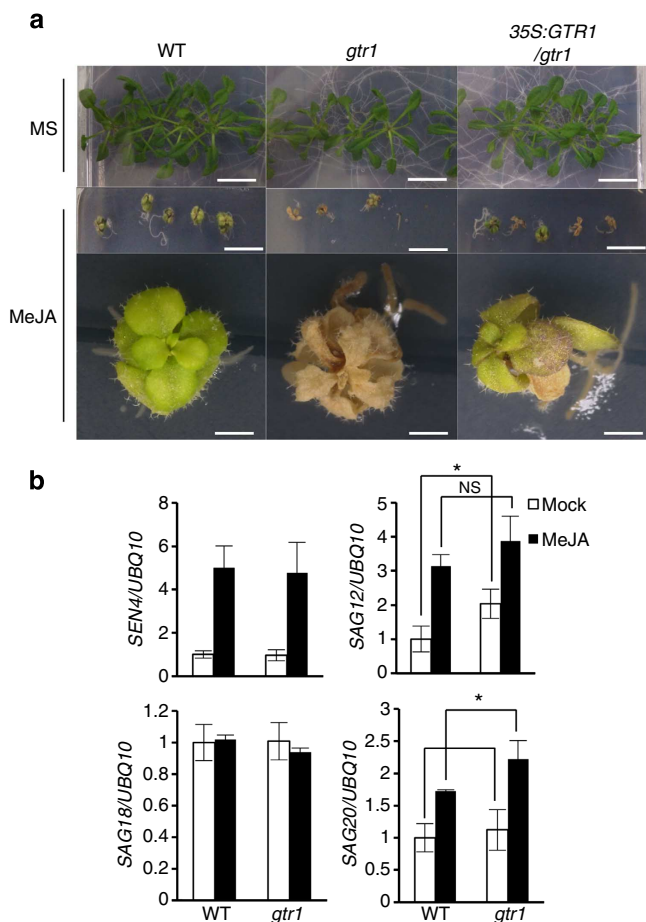 a
WT
gtr1
35S:GTR1
/gtr1
MS
MeJA
b
8
6
4
2
0
SEN4/UBQ10
*
NS
5
4
3
2
1
0
SAG12/UBQ10
Mock
MeJA
1.2
1
0.8
0.6
0.4
0.2
0
SAG18/UBQ10
WT
gtr1
*
3
2.5
2
1.5
1
0.5
0
SAG20/UBQ10
WT
gtr1